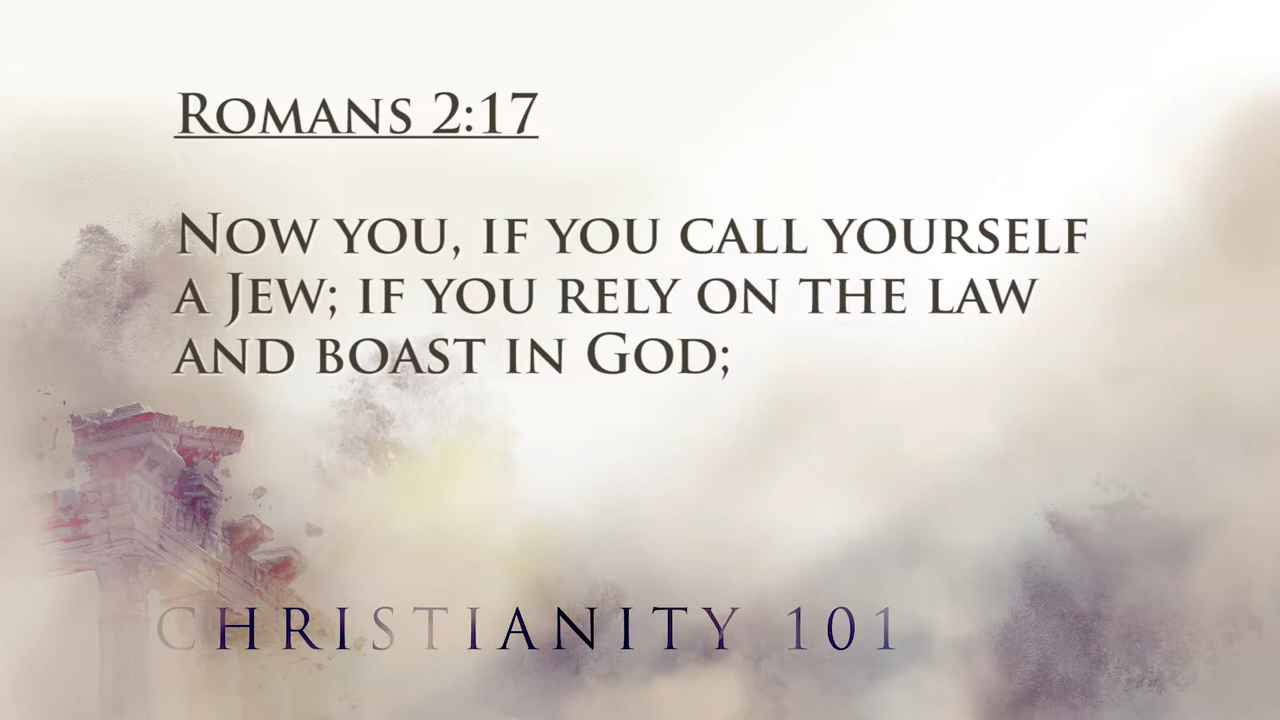 Romans 2:17
Now you, if you call yourself
a Jew; if you rely on the law
and boast in God;
CHRISTIANITY 101